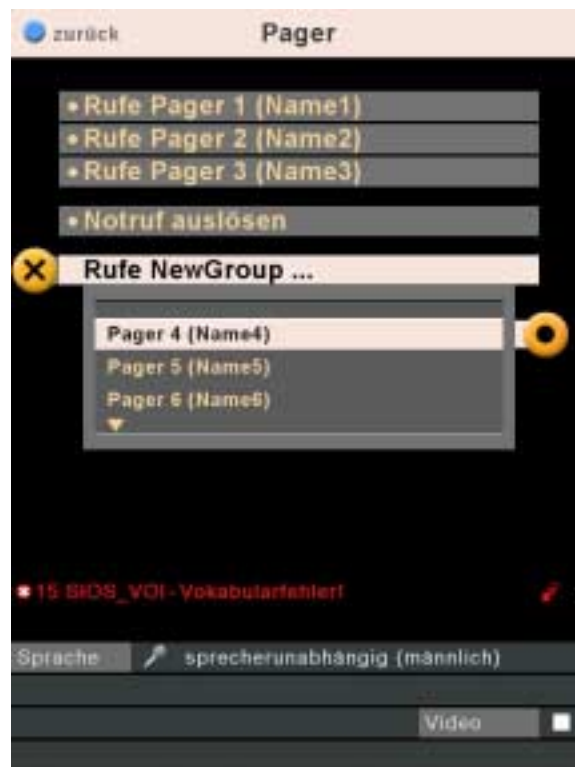 zurück Pager
• Rufe Pager 1 (Name1)
• Rufe Pager 2 (Name2)
• Rufe Pager 3 (Name3)
• Notruf auslösen
Rufe NewGroup ...
Pager 4 (Name4)
Pager 5 (Name5)
Pager 6 (Name6)
15 SIOS_VOI - Vokabularfehler!
Sprache sprecherunabhängig (männlich)
Video